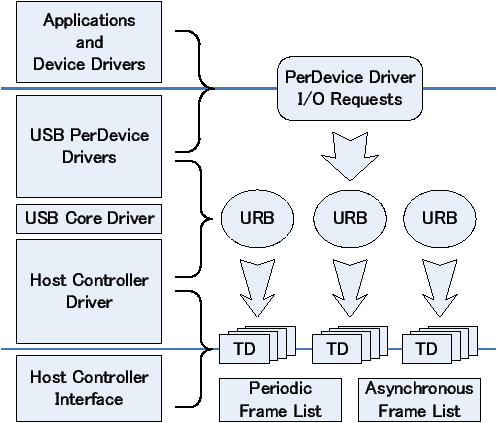 Applications
and
Device Drivers
USB PerDevice
Drivers
USB Core Driver
Host Controller
Driver
Host Controller
Interface
PerDevice Driver
I/O Requests
URB
URB
URB
TD
TD
TD
Periodic
Frame List
Asynchronous
Frame List